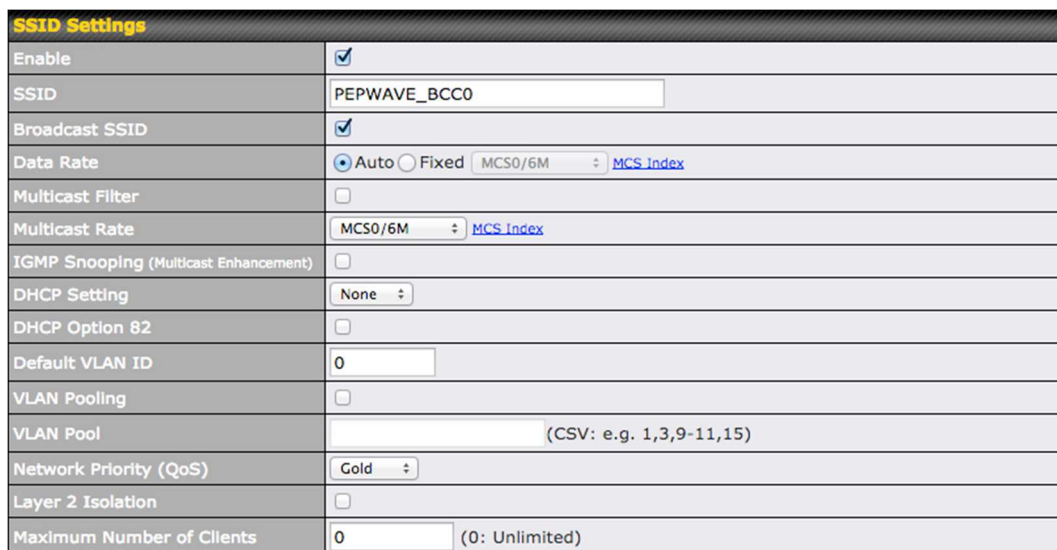 SSID Settings
Enable
SSID PEPWAVE_BCC0
Broadcast SSID
Data Rate Auto Fixed MCS0/6M MCS Index
Multicast Filter
Multicast Rate MCS0/6M MCS Index
IGMP Snooping (Multicast Enhancement)
DHCP Setting None
DHCP Option 82
Default VLAN ID 0
VLAN Pooling
VLAN Pool (CSV: e.g. 1,3,9-11,15)
Network Priority (QoS) Gold
Layer 2 Isolation
Maximum Number of Clients 0 (0: Unlimited)